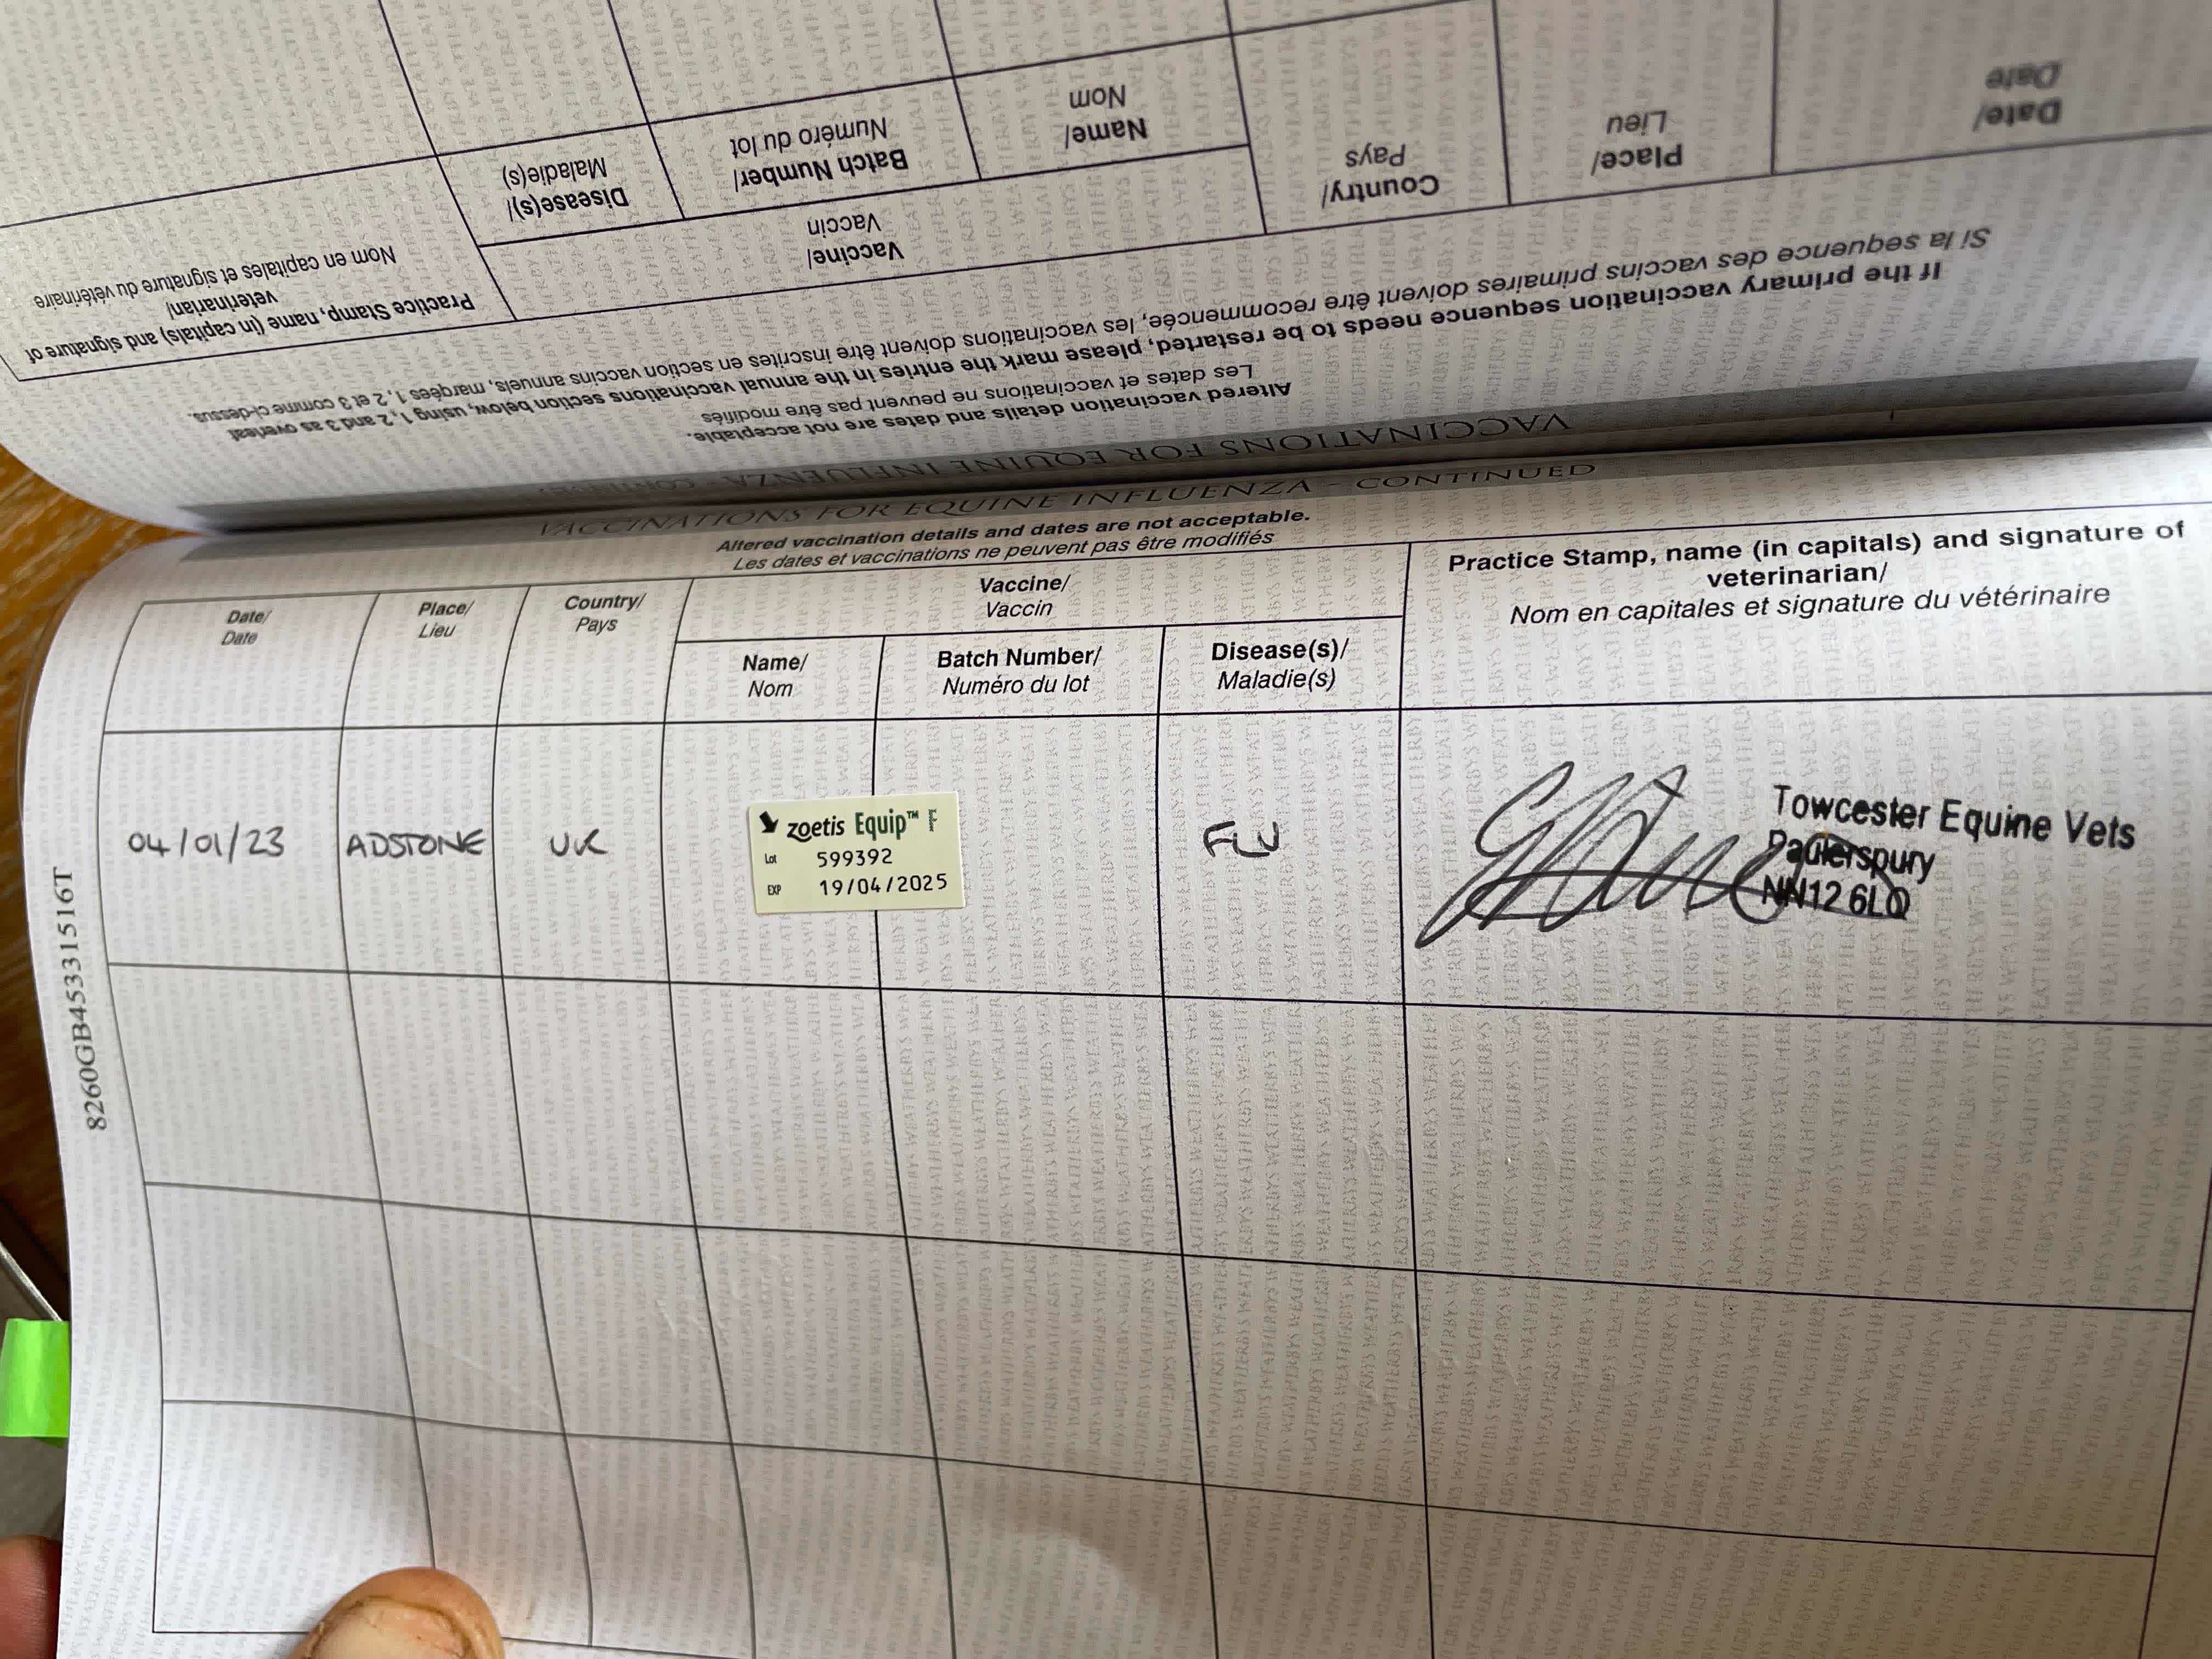 Practice Stamp, name (in capitals) and signature of
veterinarian/
Nom en capitales et signature du vétérinaire
Disease(s)/
Maladie(s)
Batch Number/
Numéro du lot
Name/
Nom
Vaccine/
Vaccin
Country/
Pays
Place/
Lieu
Date/
Date
Si la sequence des vaccins primaires doivent être recommencée, les vaccinations doivent être inscrites en section vaccins annuels, marqées 1, 2 et 3 comme ci-dessus.
If the primary vaccination sequence needs to be restarted, please mark the entries in the annual vaccination section below, using 1, 2 and 3 as overleaf
Les dates et vaccinations ne peuvent pas être modifiés
Altered vaccination details and dates are not acceptable.
VACCINATIONS FOR EQUINE INFLUENZA - CONTINUED
VACCINATIONS FOR EQUINE INFLUENZA - CONTINUED
Altered vaccination details and dates are not acceptable.
Les dates et vaccinations ne peuvent pas être modifiés
Date/
Date
Place/
Lieu
Country/
Pays
Vaccine/
Vaccin
Name/
Nom
Batch Number/
Numéro du lot
Disease(s)/
Maladie(s)
Practice Stamp, name (in capitals) and signature of
veterinarian/
Nom en capitales et signature du vétérinaire
04/01/23
ADSTONE
UK
zoetis Equip™ F
Lot 599392
EXP 19/04/2025
FLU
Towcester Equine Vets
Paulerspury
NN12 6LQ
8260GB45331516T